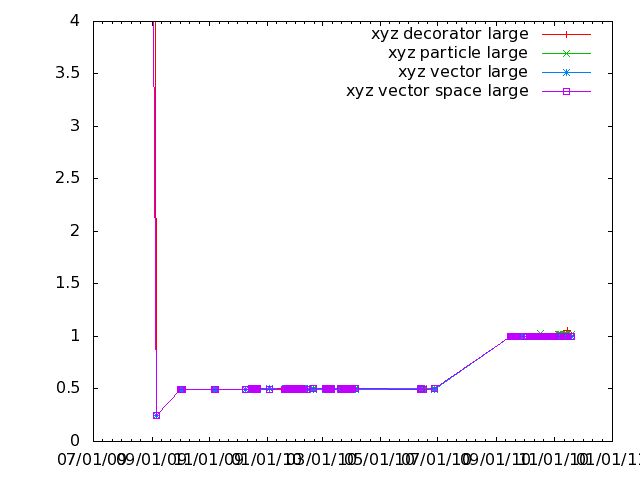 4
3.5
3
2.5
2
1.5
1
0.5
0
xyz decorator large
xyz particle large
xyz vector large
xyz vector space large
07/01/09 09/01/09 11/01/09 01/01/10 03/01/10 05/01/10 07/01/10 09/01/10 11/01/10 01/01/11